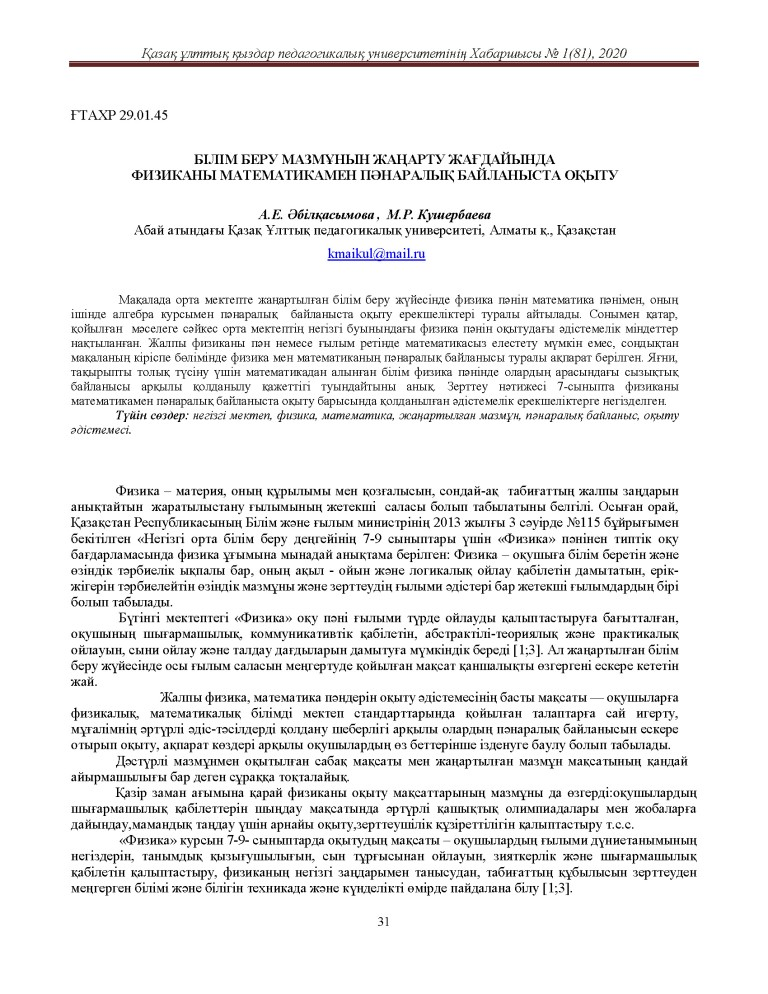 Қазақ ұлттық қыздар педагогикалық университетінің Хабаршысы № 1(81), 2020
ҒТАХР 29.01.45
БІЛІМ БЕРУ МАЗМҰНЫН ЖАҢАРТУ ЖАҒДАЙЫНДА
ФИЗИКАНЫ МАТЕМАТИКАМЕН ПӘНАРАЛЫҚ БАЙЛАНЫСТА ОҚЫТУ
А.Е. Әбілқасымова , М.Р. Кушербаева
Абай атындағы Қазақ Ұлттық педагогикалық университеті, Алматы қ., Қазақстан
kmaikul@mail.ru
Мақалада орта мектепте жаңартылған білім беру жүйесінде физика пәнін математика пәнімен, оның
ішінде алгебра курсымен пәнаралық байланыста оқыту ерекшеліктері туралы айтылады. Сонымен қатар,
қойылған мәселеге сәйкес орта мектептің негізгі буынындағы физика пәнін оқытудағы әдістемелік міндеттер
нақтыланған. Жалпы физиканы пән немесе ғылым ретінде математикасыз елестету мүмкін емес, сондықтан
мақаланың кіріспе бөлімінде физика мен математиканың пәнаралық байланысы туралы ақпарат берілген. Яғни,
тақырыпты толық түсіну үшін математикадан алынған білім физика пәнінде олардың арасындағы сызықтық
байланысы арқылы қолданылу қажеттігі туындайтыны анық. Зерттеу нәтижесі 7-сыныпта физиканы
математикамен пәнаралық байланыста оқыту барысында қолданылған әдістемелік ерекшеліктерге негізделген.
Түйін сөздер: негізгі мектеп, физика, математика, жаңартылған мазмұн, пәнаралық байланыс, оқыту
әдістемесі.
Физика – материя, оның құрылымы мен қозғалысын, сондай-ақ табиғаттың жалпы заңдарын
анықтайтын жаратылыстану ғылымының жетекші саласы болып табылатыны белгілі. Осыған орай,
Қазақстан Республикасының Білім және ғылым министрінің 2013 жылғы 3 сәуірде №115 бұйрығымен
бекітілген «Негізгі орта білім беру деңгейінің 7-9 сыныптары үшін «Физика» пәнінен типтік оқу
бағдарламасында физика ұғымына мынадай анықтама берілген: Физика – оқушыға білім беретін және
өзіндік тәрбиелік ықпалы бар, оның ақыл - ойын және логикалық ойлау қабілетін дамытатын, ерік-
жігерін тәрбиелейтін өзіндік мазмұны және зерттеудің ғылыми әдістері бар жетекші ғылымдардың бірі
болып табылады.
Бүгінгі мектептегі «Физика» оқу пәні ғылыми түрде ойлауды қалыптастыруға бағытталған,
оқушының шығармашылық, коммуникативтік қабілетін, абстрактілі-теориялық және практикалық
ойлауын, сыни ойлау және талдау дағдыларын дамытуға мүмкіндік береді [1;3]. Ал жаңартылған білім
беру жүйесінде осы ғылым саласын меңгертуде қойылған мақсат қаншалықты өзгергені ескере кететін
жай.
Жалпы физика, математика пәндерін оқыту әдістемесінің басты мақсаты — оқушыларға
физикалық, математикалық білімді мектеп стандарттарында қойылған талаптарға сай игерту,
мұғалімнің әртүрлі әдіс-тәсілдерді қолдану шеберлігі арқылы олардың пәнаралық байланысын ескере
отырып оқыту, ақпарат көздері арқылы оқушылардың өз беттерінше ізденуге баулу болып табылады.
Дәстүрлі мазмұнмен оқытылған сабақ мақсаты мен жаңартылған мазмұн мақсатының қандай
айырмашылығы бар деген сұраққа тоқталайық.
Қазір заман ағымына қарай физиканы оқыту мақсаттарының мазмұны да өзгерді:оқушылардың
шығармашылық қабілеттерін шыңдау мақсатында әртүрлі қашықтық олимпиадалары мен жобаларға
дайындау,мамандық таңдау үшін арнайы оқыту,зерттеушілік құзіреттілігін қалыптастыру т.с.с.
«Физика» курсын 7-9- сыныптарда оқытудың мақсаты – оқушылардың ғылыми дүниетанымының
негіздерін, танымдық қызығушылығын, сын тұрғысынан ойлауын, зияткерлік және шығармашылық
қабілетін қалыптастыру, физиканың негізгі заңдарымен танысудан, табиғаттың құбылысын зерттеуден
меңгерген білімі және білігін техникада және күнделікті өмірде пайдалана білу [1;3].
31